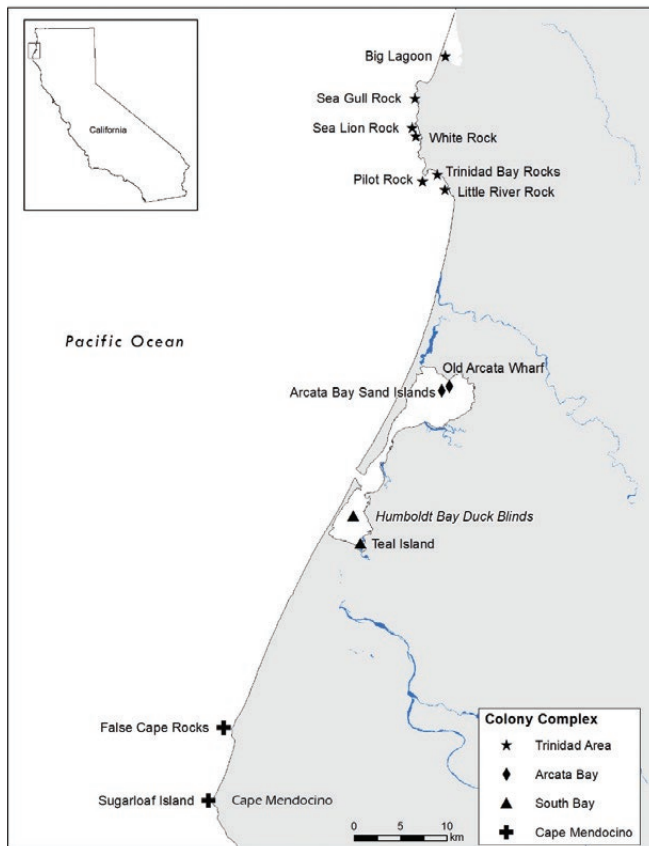 Big Lagoon
California
Sea Gull Rock
Sea Lion Rock
White Rock
Trinidad Bay Rocks
Pilot Rock
Little River Rock
Pacific Ocean
Old Arcata Wharf
Arcata Bay Sand Islands
Humboldt Bay Duck Blinds
Teal Island
False Cape Rocks
Sugarloaf Island
Cape Mendocino
Colony Complex
Trinidad Area
Arcata Bay
South Bay
Cape Mendocino
0 5 10
km